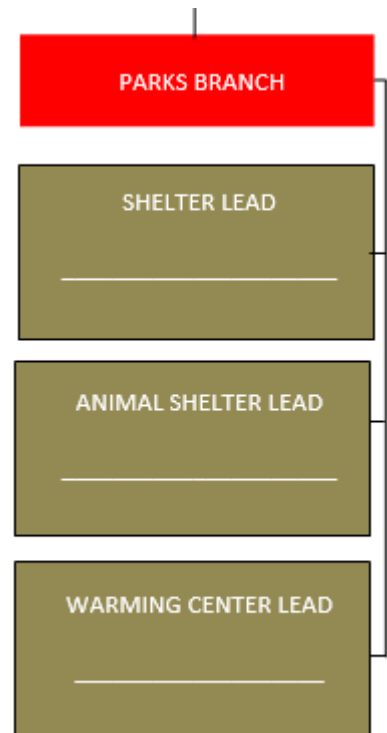 PARKS BRANCH
SHELTER LEAD
ANIMAL SHELTER LEAD
WARMING CENTER LEAD